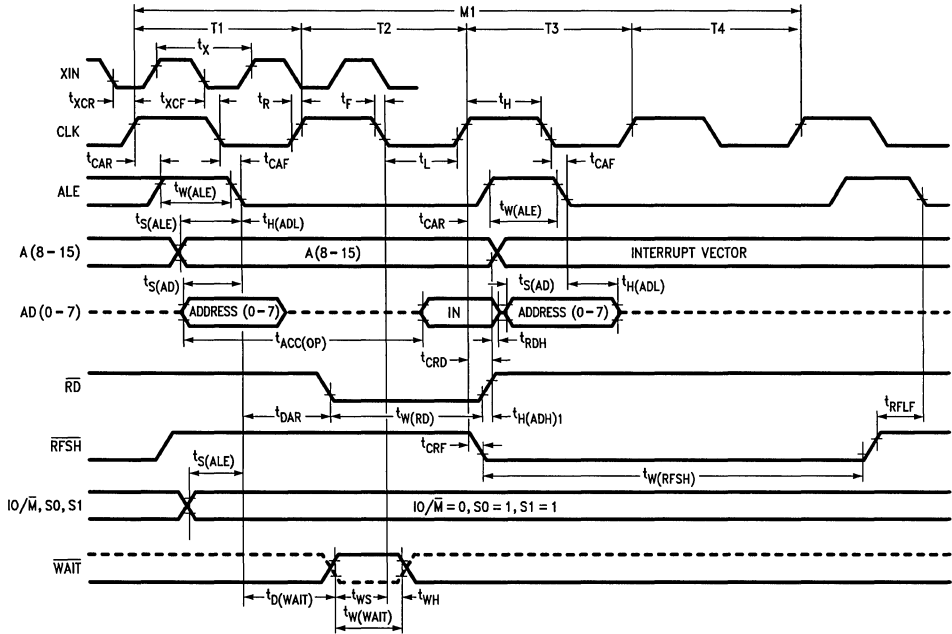 M1
T1 T2 T3 T4
tX
XIN
tXCR tXCF tR tF tH
CLK
tCAR tCAF tL tCAF
ALE
tW(ALE) tCAR tW(ALE)
tS(ALE) tH(ADL)
A(8-15) A(8-15) INTERRUPT VECTOR
tS(AD) tS(AD) tH(ADL)
AD(0-7) ADDRESS (0-7) IN ADDRESS (0-7)
tACC(OP) tRDH
tCRD
RD
tDAR tW(RD) tH(ADH)1 tRFLF
RFSH
tCRF
tS(ALE) tW(RFSH)
IO/M̅, S0, S1 IO/M̅=0, S0=1, S1=1
WAIT
tD(WAIT) tWS tWH
tW(WAIT)